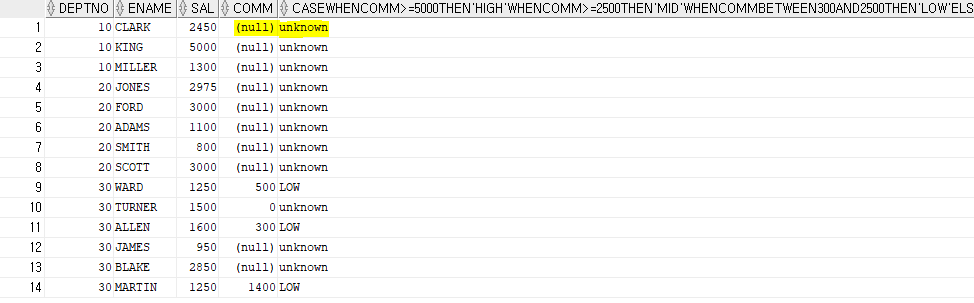 DEPTNO ENAME SAL COMM CASEWHENCOMM>=5000THEN'HIGH'WHENCOMM>=2500THEN'MID'WHENCOMMBETWEEN300AND2500THEN'LOW'ELS
1 10 CLARK 2450 (null) unknown
2 10 KING 5000 (null) unknown
3 10 MILLER 1300 (null) unknown
4 20 JONES 2975 (null) unknown
5 20 FORD 3000 (null) unknown
6 20 ADAMS 1100 (null) unknown
7 20 SMITH 800 (null) unknown
8 20 SCOTT 3000 (null) unknown
9 30 WARD 1250 500 LOW
10 30 TURNER 1500 0 unknown
11 30 ALLEN 1600 300 LOW
12 30 JAMES 950 (null) unknown
13 30 BLAKE 2850 (null) unknown
14 30 MARTIN 1250 1400 LOW